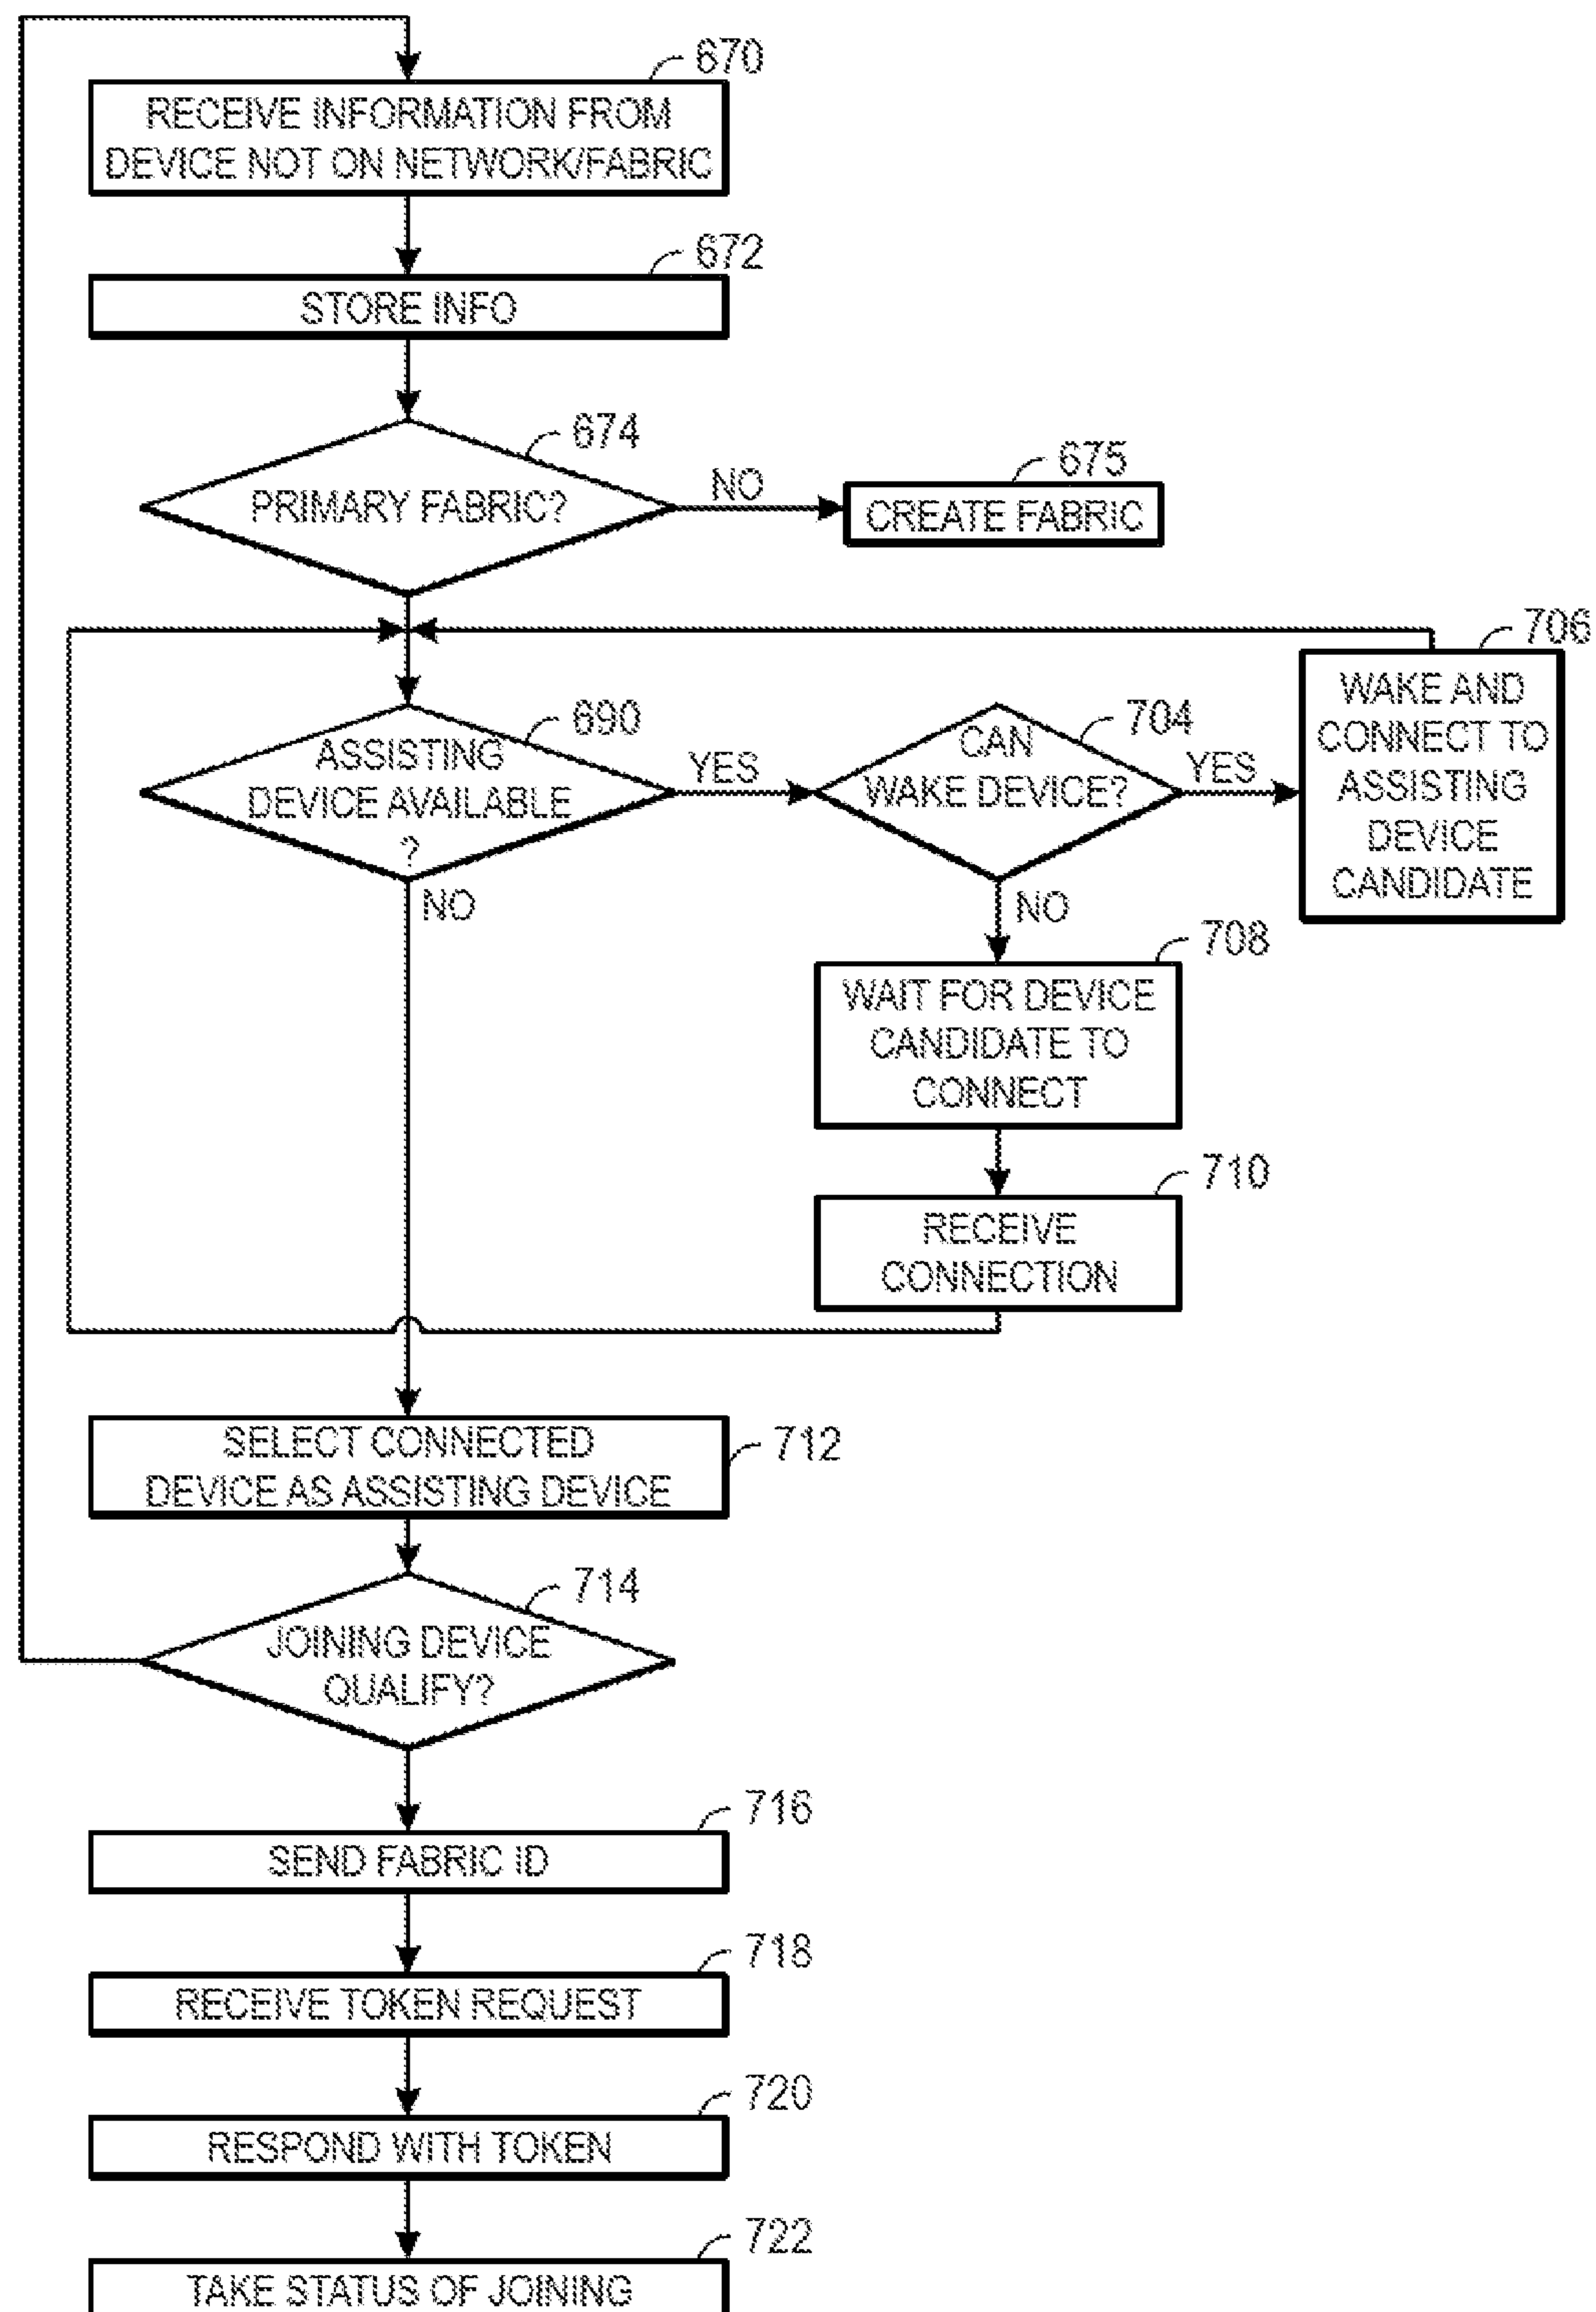 670
RECEIVE INFORMATION FROM
DEVICE NOT ON NETWORK/FABRIC
672
STORE INFO
674
PRIMARY FABRIC?
NO
675
CREATE FABRIC
706
WAKE AND
CONNECT TO
ASSISTING
DEVICE
CANDIDATE
690
ASSISTING
DEVICE AVAILABLE
?
YES
704
CAN
WAKE DEVICE?
YES
NO
NO
708
WAIT FOR DEVICE
CANDIDATE TO
CONNECT
710
RECEIVE
CONNECTION
SELECT CONNECTED
DEVICE AS ASSISTING DEVICE
712
714
JOINING DEVICE
QUALIFY?
716
SEND FABRIC ID
718
RECEIVE TOKEN REQUEST
720
RESPOND WITH TOKEN
722
TAKE STATUS OF JOINING